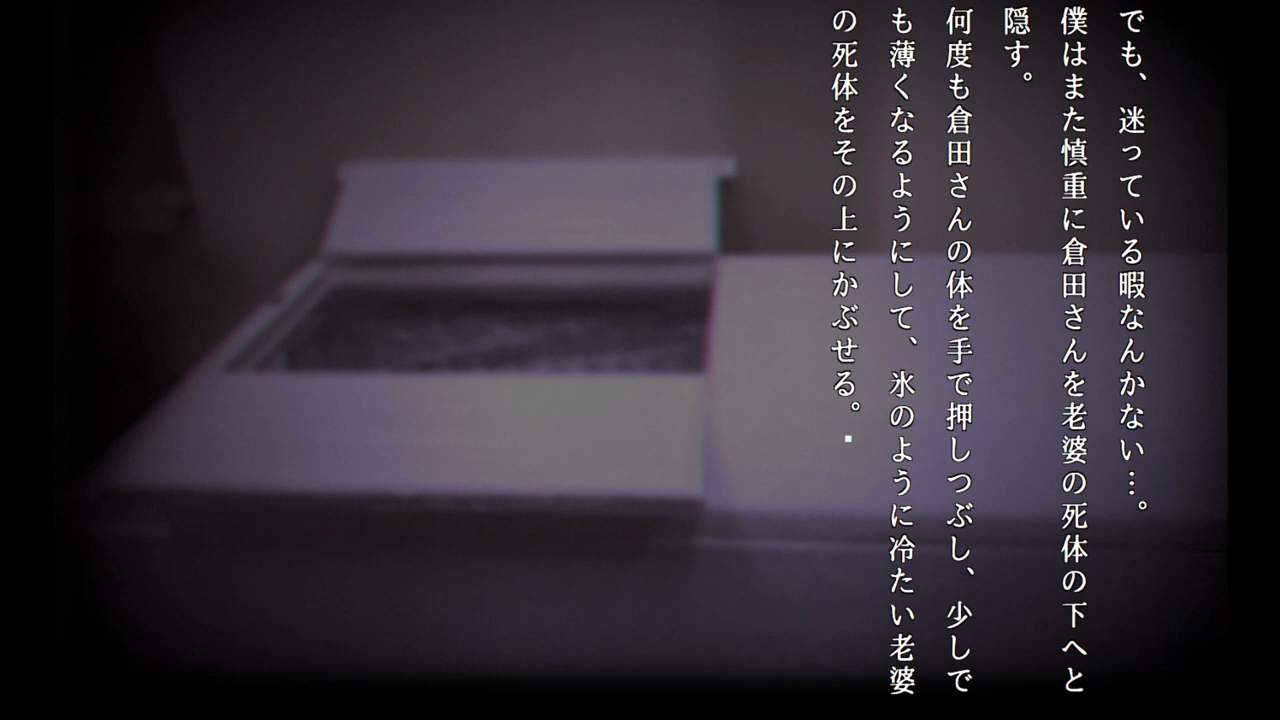 でも、迷っている暇なんかない…。
僕はまた慎重に倉田さんを老婆の死体の下へと
隠す。
何度も倉田さんの体を手で押しつぶし、少しで
も薄くなるようにして、氷のように冷たい老婆
の死体をその上にかぶせる。